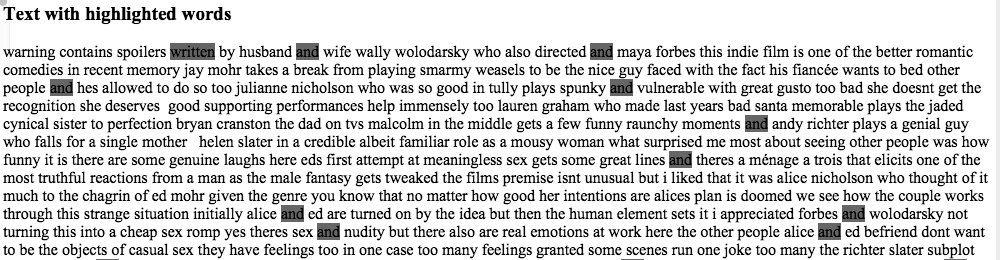 Text with highlighted words
warning contains spoilers written by husband and wife wally wolodarsky who also directed and maya forbes this indie film is one of the better romantic
comedies in recent memory jay mohr takes a break from playing smarmy weasels to be the nice guy faced with the fact his fiancée wants to bed other
people and hes allowed to do so too julianne nicholson who was so good in tully plays spunky and vulnerable with great gusto too bad she doesnt get the
recognition she deserves  good supporting performances help immensely too lauren graham who made last years bad santa memorable plays the jaded
cynical sister to perfection bryan cranston the dad on tvs malcolm in the middle gets a few funny raunchy moments and andy richter plays a genial guy
who falls for a single mother   helen slater in a credible albeit familiar role as a mousy woman what surprised me most about seeing other people was how
funny it is there are some genuine laughs here eds first attempt at meaningless sex gets some great lines and theres a ménage a trois that elicits one of the
most truthful reactions from a man as the male fantasy gets tweaked the films premise isnt unusual but i liked that it was alice nicholson who thought of it
much to the chagrin of ed mohr given the genre you know that no matter how good her intentions are alices plan is doomed we see how the couple works
through this strange situation initially alice and ed are turned on by the idea but then the human element sets it i appreciated forbes and wolodarsky not
turning this into a cheap sex romp yes theres sex and nudity but there also are real emotions at work here the other people alice and ed befriend dont want
to be the objects of casual sex they have feelings too in one case too many feelings granted some scenes run one joke too many the richter slater subplot